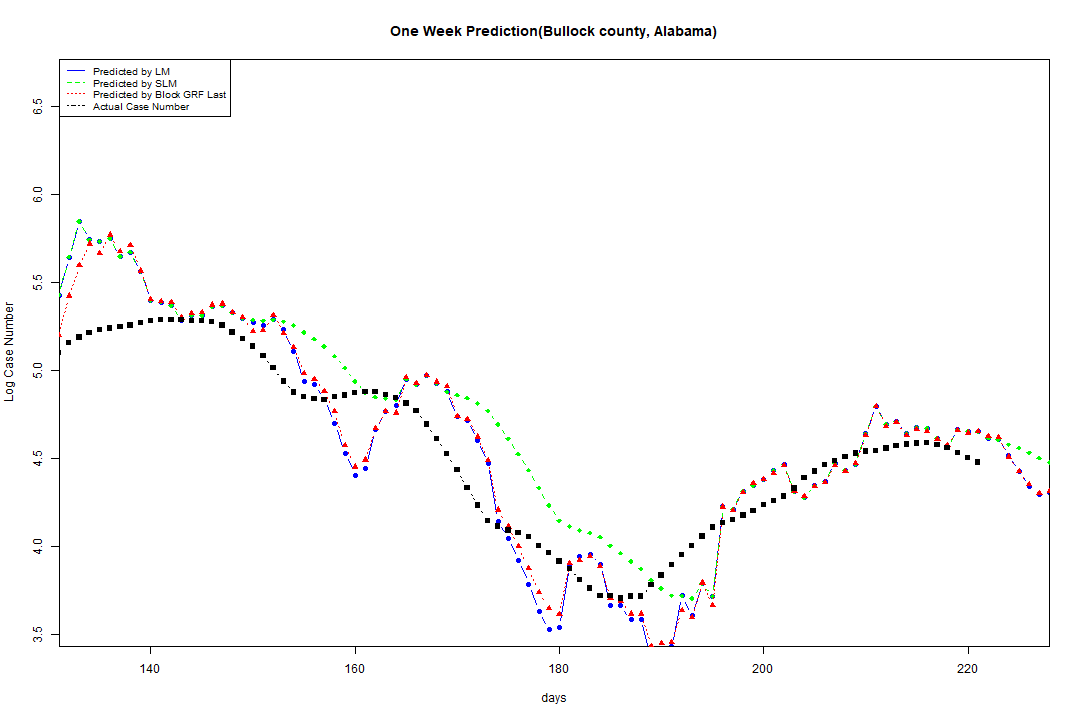 One Week Prediction(Bullock county, Alabama)
Predicted by LM
Predicted by SLM
Predicted by Block GRF Last
Actual Case Number
Log Case Number
6.5
6.0
5.5
5.0
4.5
4.0
3.5
140 160 180 200 220
days